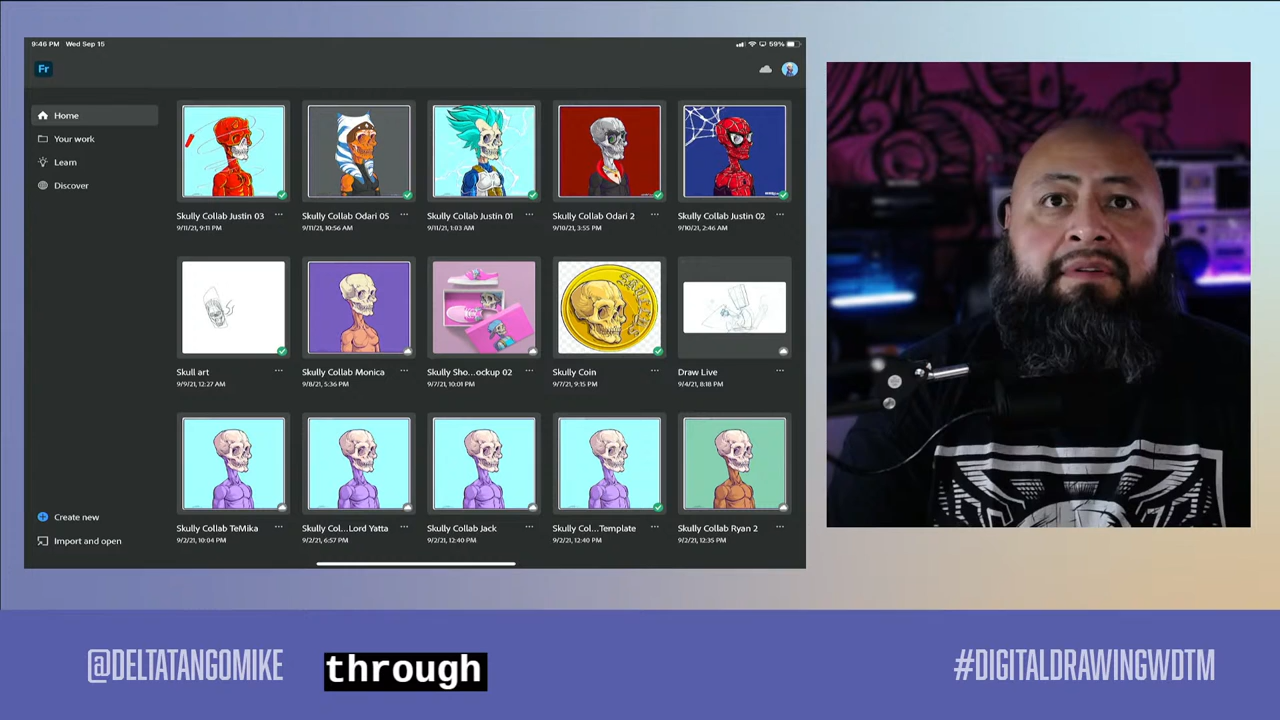 9:46 PM Wed Sep 15
59%
Fr
Home
Your work
Learn
Discover
Create new
Import and open
Skully Collab Justin 03 ...
9/11/21, 9:11 PM
Skully Collab Odari 05 ...
9/11/21, 10:56 AM
Skully Collab Justin 01 ...
9/11/21, 1:03 AM
Skully Collab Odari 2 ...
9/10/21, 3:55 PM
Skully Collab Justin 02 ...
9/10/21, 2:46 AM
Skull art ...
9/9/21, 12:27 AM
Skully Collab Monica ...
9/8/21, 5:36 PM
Skully Sho...ockup 02 ...
9/7/21, 10:01 PM
Skully Coin ...
9/7/21, 9:15 PM
Draw Live ...
9/4/21, 8:18 PM
Skully Collab TeMika ...
9/2/21, 10:04 PM
Skully Col...Lord Yatta ...
9/2/21, 6:57 PM
Skully Collab Jack ...
9/2/21, 12:40 PM
Skully Col...Template ...
9/2/21, 12:40 PM
Skully Collab Ryan 2 ...
9/2/21, 12:35 PM
@DELTATANGOMIKE
through
#DIGITALDRAWINGWDTM